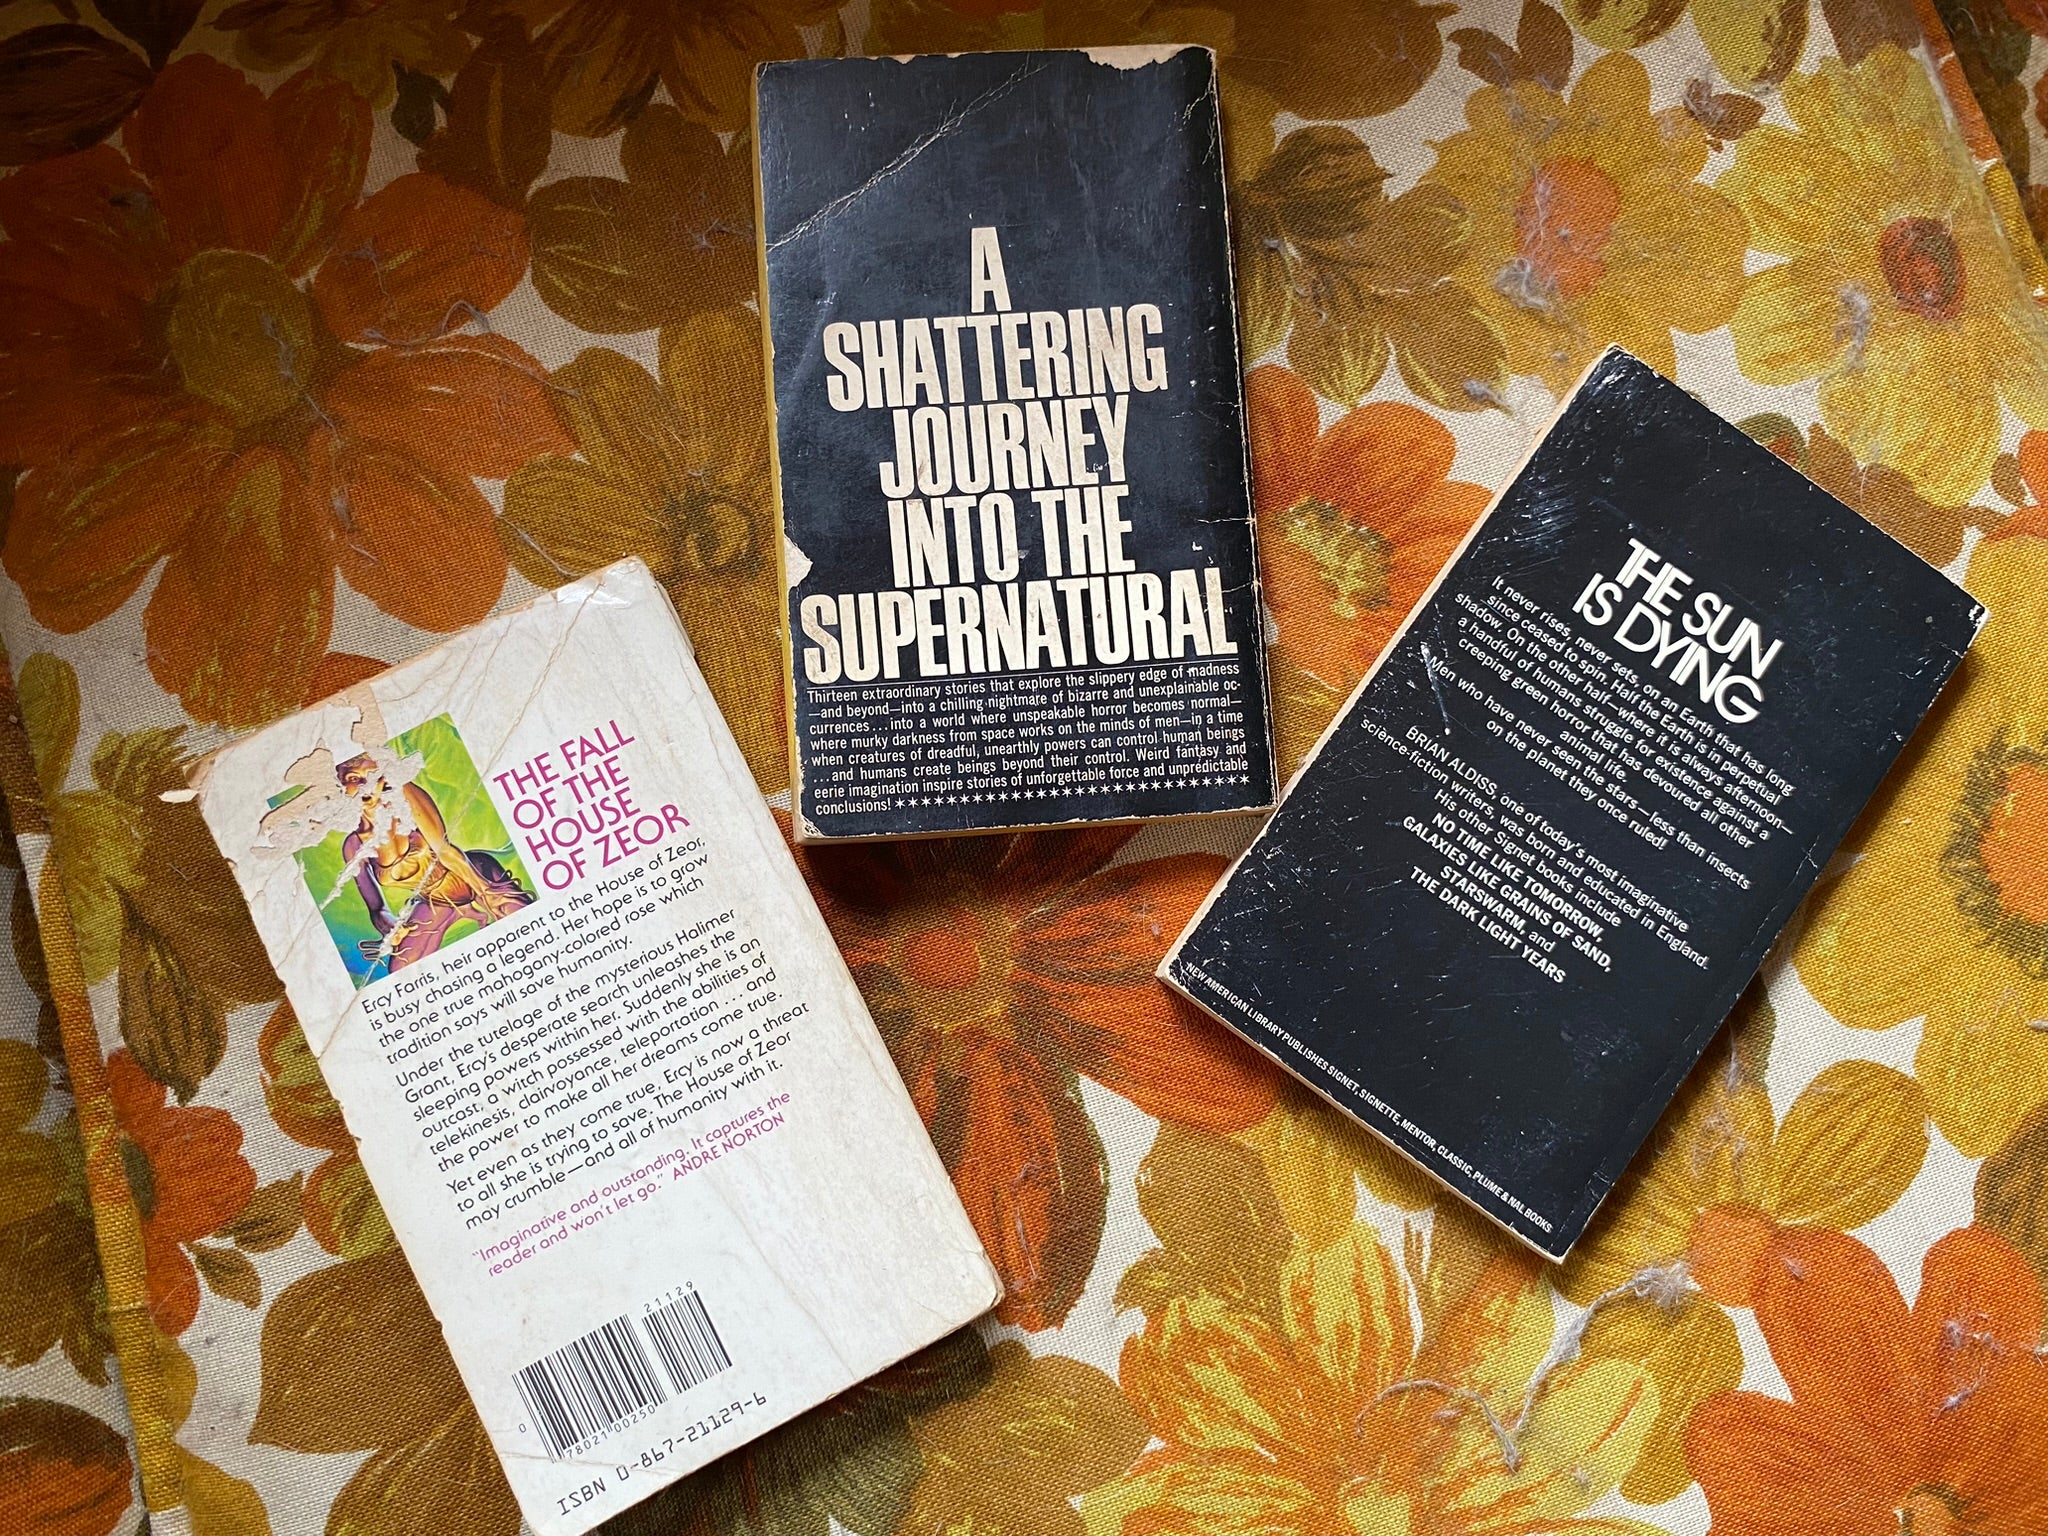 A
SHATTERING
JOURNEY
INTO THE
SUPERNATURAL
Thirteen extraordinary stories that explore the slippery edge of madness
—and beyond—into a chilling nightmare of bizarre and unexplainable oc-
currences...into a world where unspeakable horror becomes normal—
where murky darkness from space works on the minds of men—in a time
when creatures of dreadful, unearthly powers can control human beings
...and humans create beings beyond their control. Weird fantasy and
eerie imagination inspire stories of unforgettable force and unpredictable
conclusions! ★★★★★★★★★★★★★★★★★★★★★★★★★
THE FALL
OF THE
HOUSE
OF ZEOR
Ercy Farris, heir apparent to the House of Zeor,
is busy chasing a legend. Her hope is to grow
the one true mahogany-colored rose which
tradition says will save humanity.
Under the tutelage of the mysterious Halimer
Grant, Ercy's desperate search unleashes the
sleeping powers within her. Suddenly she is an
outcast, a witch possessed with the abilities of
telekinesis, clairvoyance, teleportation...and
the power to make all her dreams come true.
Yet even as they come true, Ercy is now a threat
to all she is trying to save. The House of Zeor
may crumble—and all of humanity with it.
"Imaginative and outstanding. It captures the
reader and won't let go." ANDRE NORTON
21129
0
78021 00250
ISBN 0-867-21129-6
THE SUN
IS DYING
It never rises, never sets, on an Earth that has long
since ceased to spin. Half the Earth is in perpetual
shadow. On the other half—where it is always afternoon—
a handful of humans struggle for existence against a
creeping green horror that has devoured all other
animal life.
Men who have never seen the stars—less than insects
on the planet they once ruled!
BRIAN ALDISS, one of today's most imaginative
science-fiction writers, was born and educated in England.
His other Signet books include
NO TIME LIKE TOMORROW,
GALAXIES LIKE GRAINS OF SAND,
STARSWARM, and
THE DARK LIGHT YEARS
NEW AMERICAN LIBRARY PUBLISHES SIGNET, SIGNETTE, MENTOR, CLASSIC, PLUME & NAL BOOKS